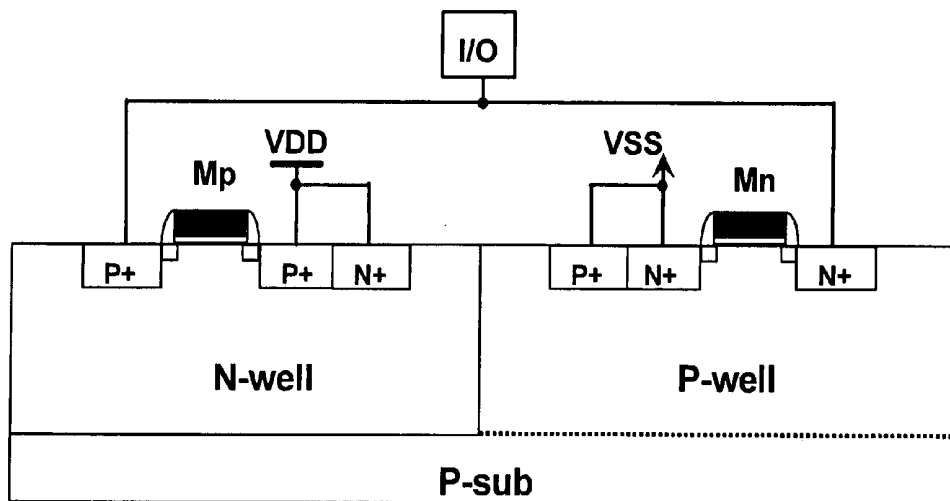 I/O
VDD
VSS
Mp
Mn
P+
P+
N+
P+
N+
N+
N-well
P-well
P-sub